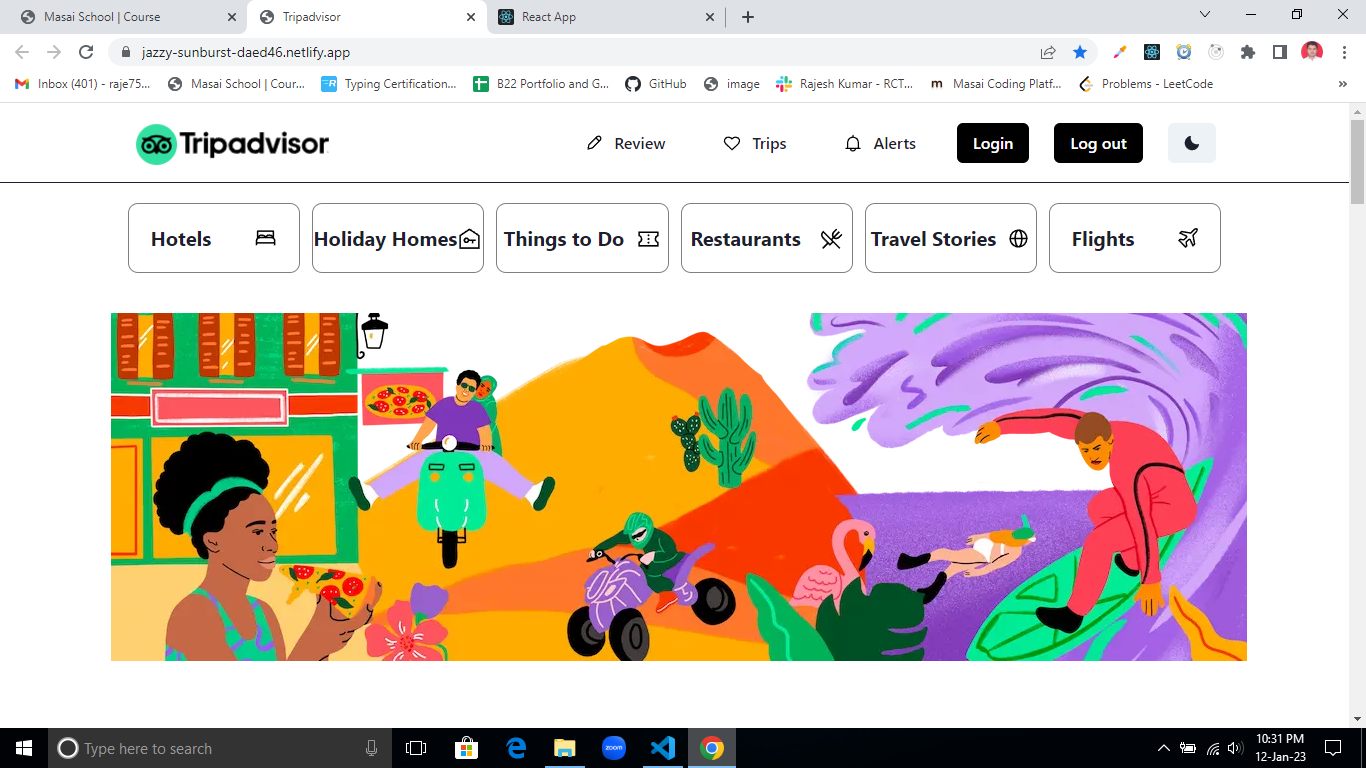 Masai School | Course
Tripadvisor
React App
jazzy-sunburst-daed46.netlify.app
Inbox (401) - raje75...
Masai School | Cour...
Typing Certification...
B22 Portfolio and G...
GitHub
image
Rajesh Kumar - RCT...
Masai Coding Platf...
Problems - LeetCode
Tripadvisor
Review
Trips
Alerts
Login
Log out
Hotels
Holiday Homes
Things to Do
Restaurants
Travel Stories
Flights
Type here to search
zoom
10:31 PM
12-Jan-23